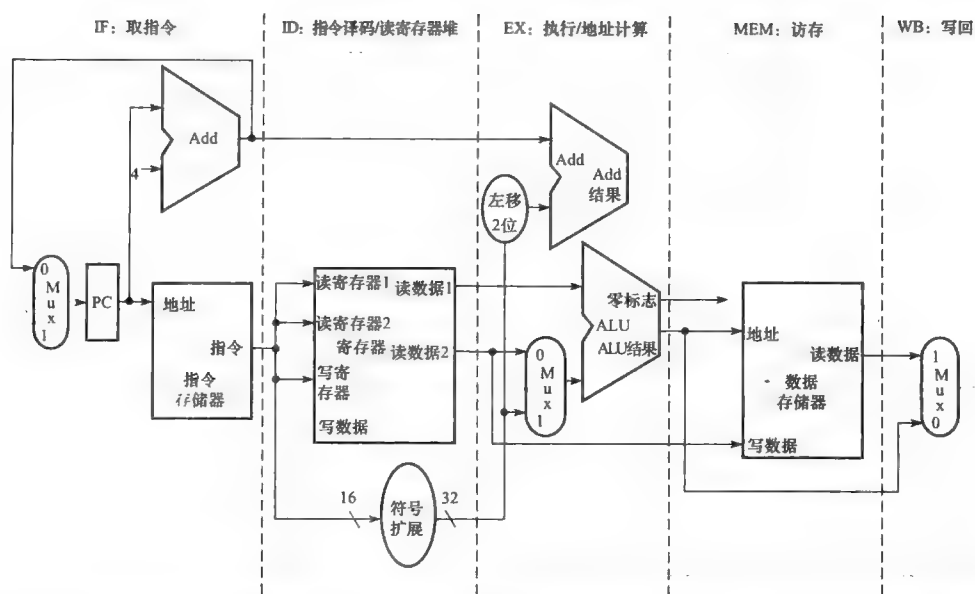 IF：取指令
ID：指令译码/读寄存器堆
EX：执行/地址计算
MEM：访存
WB：写回
Add
4
Add
Add
结果
左移
2位
0
M
u
x
1
PC
地址
指令
指令
存储器
读寄存器1
读数据1
读寄存器2
寄存器
读数据2
写寄
存器
写数据
16
符号
扩展
32
0
M
u
x
1
零标志
ALU
ALU结果
地址
读数据
数据
存储器
写数据
1
M
u
x
0